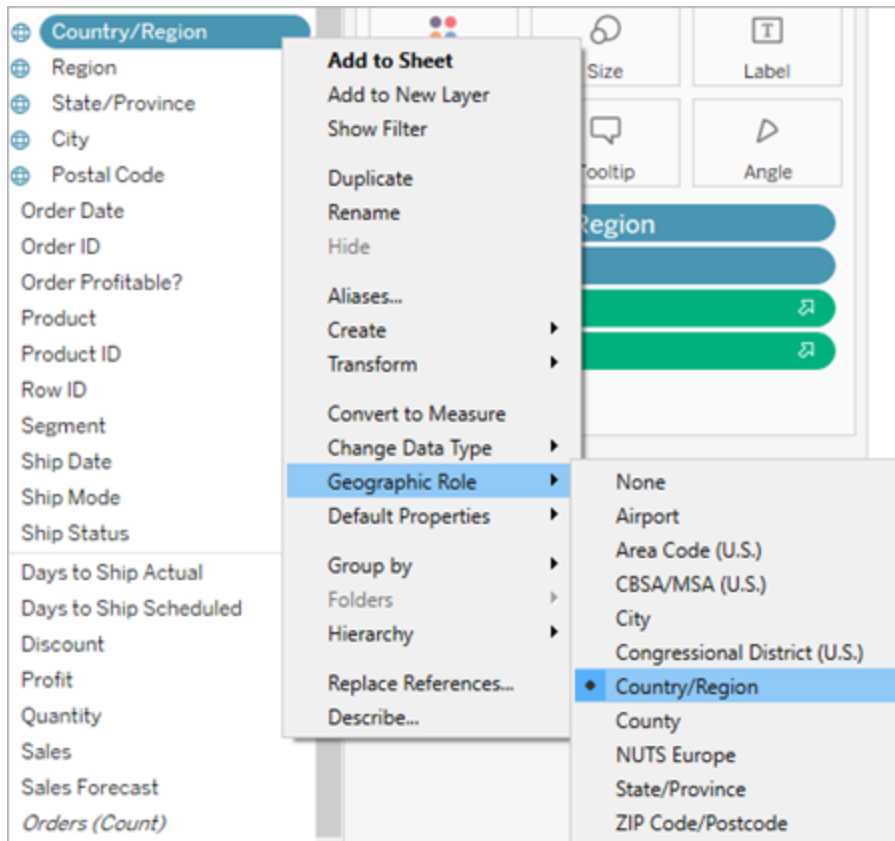 Country/Region
Region
State/Province
City
Postal Code
Order Date
Order ID
Order Profitable?
Product
Product ID
Row ID
Segment
Ship Date
Ship Mode
Ship Status
Days to Ship Actual
Days to Ship Scheduled
Discount
Profit
Quantity
Sales
Sales Forecast
Orders (Count)
Add to Sheet
Add to New Layer
Show Filter
Duplicate
Rename
Hide
Aliases...
Create
Transform
Convert to Measure
Change Data Type
Geographic Role
Default Properties
Group by
Folders
Hierarchy
Replace References...
Describe...
Size
T
Label
Tooltip
Angle
Region
None
Airport
Area Code (U.S.)
CBSA/MSA (U.S.)
City
Congressional District (U.S.)
Country/Region
County
NUTS Europe
State/Province
ZIP Code/Postcode